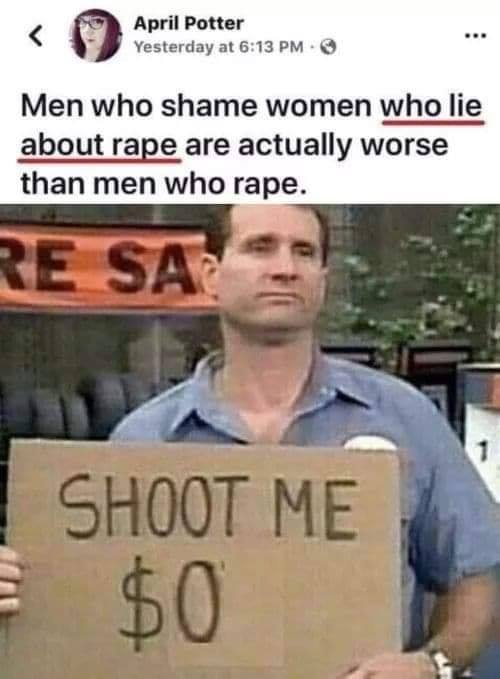 April Potter
Yesterday at 6:13 PM ·
Men who shame women who lie
about rape are actually worse
than men who rape.
RE SA
1
SHOOT ME
$0